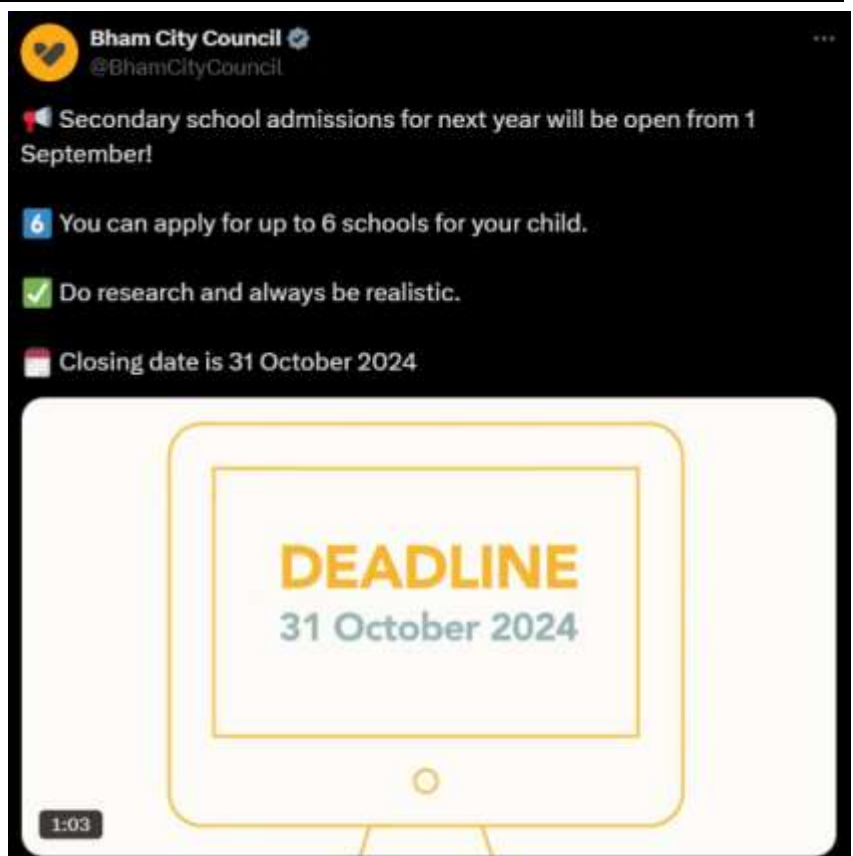 Bham City Council
@BhamCityCouncil
📢 Secondary school admissions for next year will be open from 1
September!
6️⃣ You can apply for up to 6 schools for your child.
✅ Do research and always be realistic.
🗓️ Closing date is 31 October 2024
DEADLINE
31 October 2024
1:03